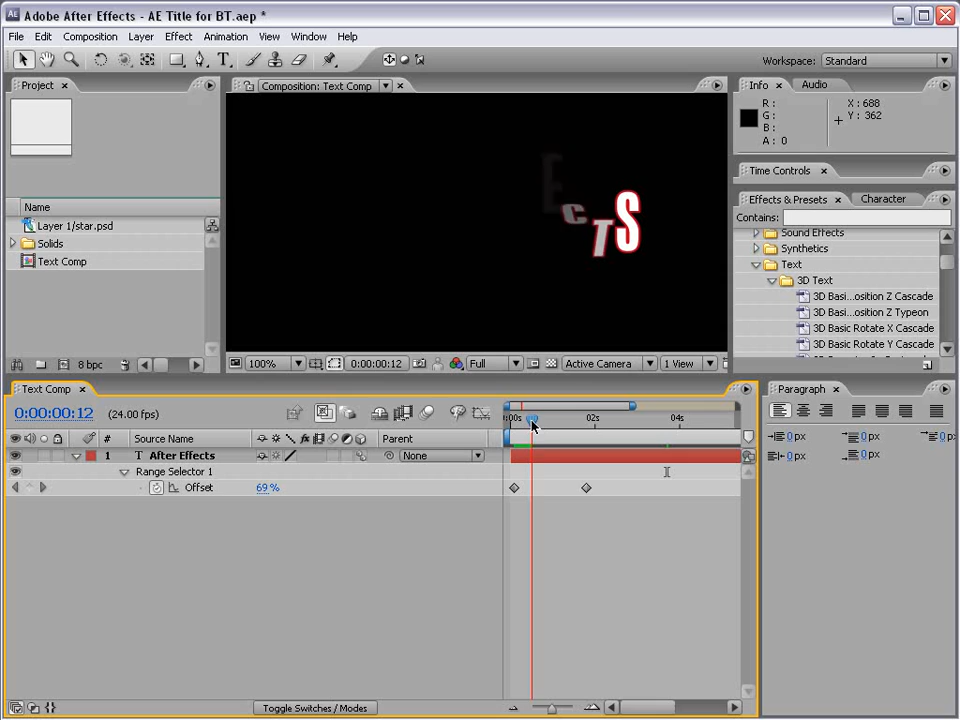 Adobe After Effects - AE Title for BT.aep *
File Edit Composition Layer Effect Animation View Window Help
Workspace: Standard
Project
Composition: Text Comp
Info Audio
R :
G :
B :
A : 0
X : 688
Y : 362
Time Controls
Effects & Presets Character
Contains:
Name
Layer 1/star.psd
Solids
Text Comp
E C T S
Sound Effects
Synthetics
Text
3D Text
3D Basi...osition Z Cascade
3D Basi...osition Z Typeon
3D Basic Rotate X Cascade
3D Basic Rotate Y Cascade
8 bpc
100% 0:00:00:12 Full Active Camera 1 View
Text Comp
Paragraph
0:00:00:12 (24.00 fps)
02s 04s
# Source Name Parent
1 T After Effects None
Range Selector 1
Offset 69 %
0 px 0 px 0 px
0 px 0 px
Toggle Switches / Modes